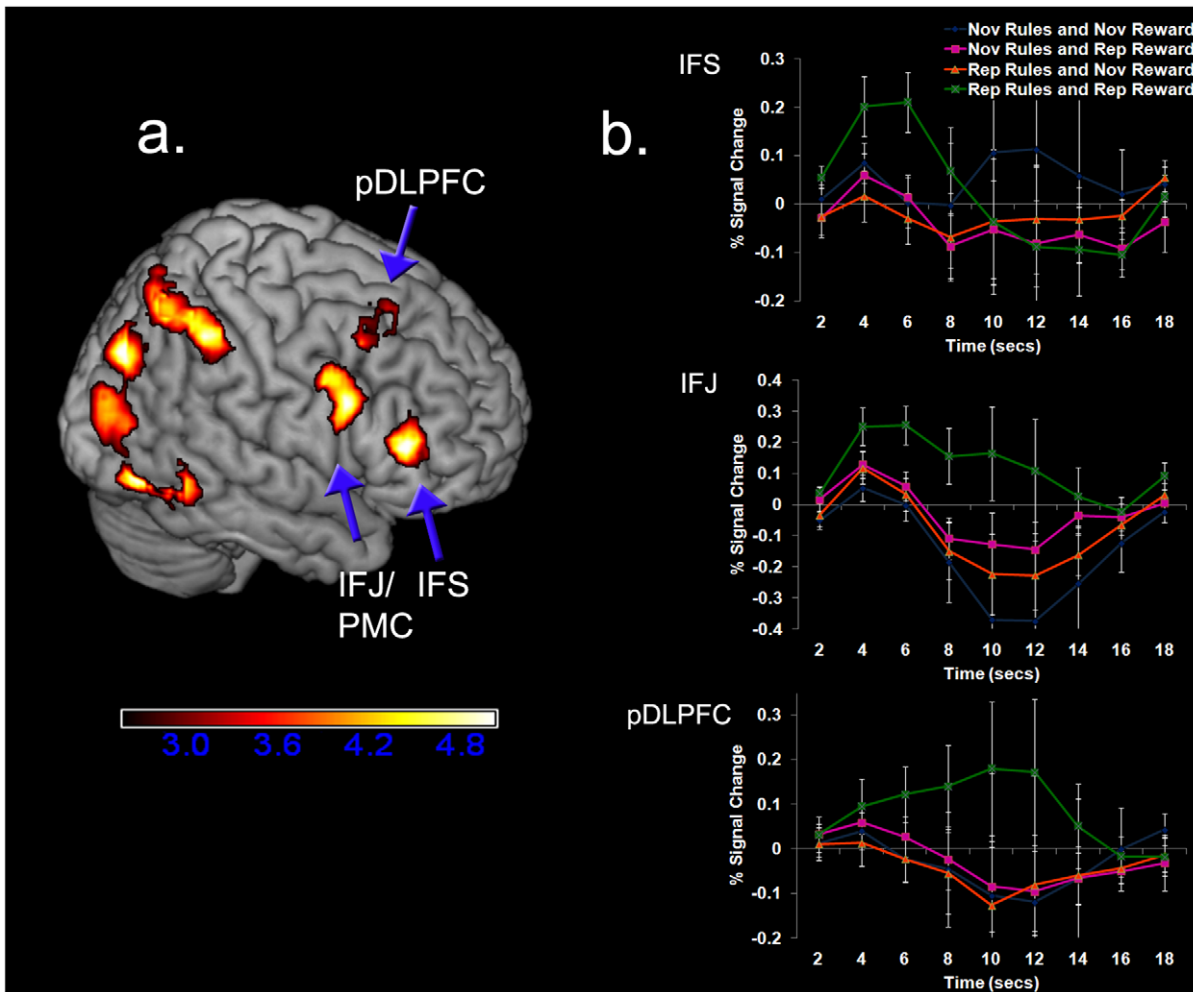 a.
pDLPFC
IFJ/ IFS
PMC
3.0 3.6 4.2 4.8
b.
Nov Rules and Nov Reward
Nov Rules and Rep Reward
Rep Rules and Nov Reward
Rep Rules and Rep Reward
IFS
% Signal Change
0.3
0.2
0.1
0
-0.1
-0.2
2 4 6 8 10 12 14 16 18
Time (secs)
IFJ
% Signal Change
0.4
0.3
0.2
0.1
0
-0.1
-0.2
-0.3
-0.4
2 4 6 8 10 12 14 16 18
Time (secs)
pDLPFC
% Signal Change
0.3
0.2
0.1
0
-0.1
-0.2
2 4 6 8 10 12 14 16 18
Time (secs)